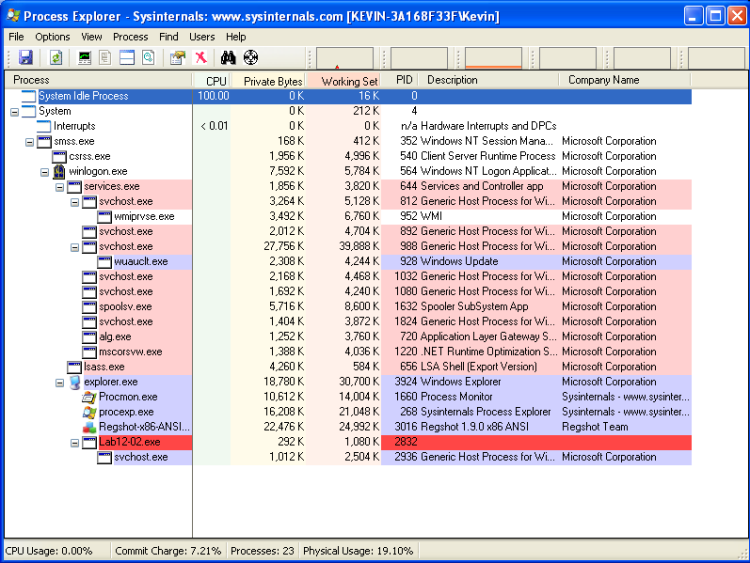 Process Explorer - Sysinternals: www.sysinternals.com [KEVIN-3A168F33F\Kevin]
File Options View Process Find Users Help
Process CPU Private Bytes Working Set PID Description Company Name
System Idle Process 100.00 0 K 16 K 0
System 0 K 212 K 4
Interrupts < 0.01 0 K 0 K n/a Hardware Interrupts and DPCs
smss.exe 168 K 412 K 352 Windows NT Session Mana... Microsoft Corporation
csrss.exe 1,956 K 4,996 K 540 Client Server Runtime Process Microsoft Corporation
winlogon.exe 7,592 K 5,784 K 564 Windows NT Logon Applicat... Microsoft Corporation
services.exe 1,856 K 3,820 K 644 Services and Controller app Microsoft Corporation
svchost.exe 3,264 K 5,128 K 812 Generic Host Process for Wi... Microsoft Corporation
wmiprvse.exe 3,492 K 6,760 K 952 WMI Microsoft Corporation
svchost.exe 2,012 K 4,704 K 892 Generic Host Process for Wi... Microsoft Corporation
svchost.exe 27,756 K 39,888 K 988 Generic Host Process for Wi... Microsoft Corporation
wuauclt.exe 2,308 K 4,244 K 928 Windows Update Microsoft Corporation
svchost.exe 2,168 K 4,468 K 1032 Generic Host Process for Wi... Microsoft Corporation
svchost.exe 1,692 K 4,240 K 1080 Generic Host Process for Wi... Microsoft Corporation
spoolsv.exe 5,716 K 8,600 K 1632 Spooler SubSystem App Microsoft Corporation
svchost.exe 1,404 K 3,872 K 1824 Generic Host Process for Wi... Microsoft Corporation
alg.exe 1,252 K 3,760 K 720 Application Layer Gateway S... Microsoft Corporation
mscorsvw.exe 1,388 K 4,036 K 1220 .NET Runtime Optimization S... Microsoft Corporation
lsass.exe 4,260 K 584 K 656 LSA Shell (Export Version) Microsoft Corporation
explorer.exe 18,780 K 30,700 K 3924 Windows Explorer Microsoft Corporation
Procmon.exe 10,612 K 14,004 K 1660 Process Monitor Sysinternals - www.sysinter...
procexp.exe 16,208 K 21,048 K 268 Sysinternals Process Explorer Sysinternals - www.sysinter...
Regshot-x86-ANSI... 22,476 K 24,992 K 3016 Regshot 1.9.0 x86 ANSI Regshot Team
Lab12-02.exe 292 K 1,080 K 2832
svchost.exe 1,012 K 2,504 K 2936 Generic Host Process for Wi... Microsoft Corporation
CPU Usage: 0.00% Commit Charge: 7.21% Processes: 23 Physical Usage: 19.10%